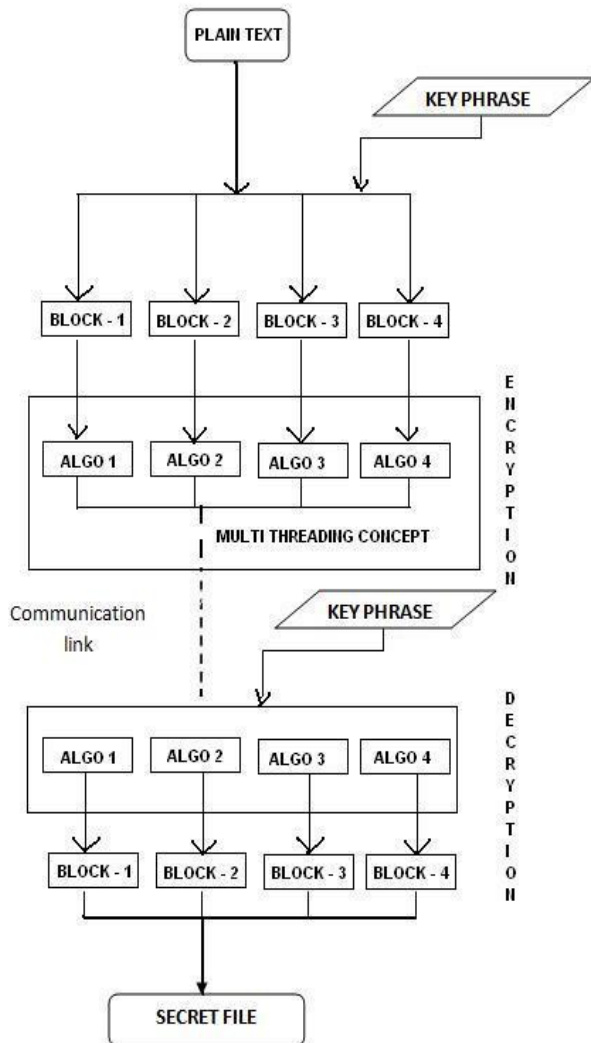 PLAIN TEXT
KEY PHRASE
BLOCK - 1
BLOCK - 2
BLOCK - 3
BLOCK - 4
ENCRYPTION
ALGO 1
ALGO 2
ALGO 3
ALGO 4
MULTI THREADING CONCEPT
Communication
link
KEY PHRASE
DECRYPTION
ALGO 1
ALGO 2
ALGO 3
ALGO 4
BLOCK - 1
BLOCK - 2
BLOCK - 3
BLOCK - 4
SECRET FILE